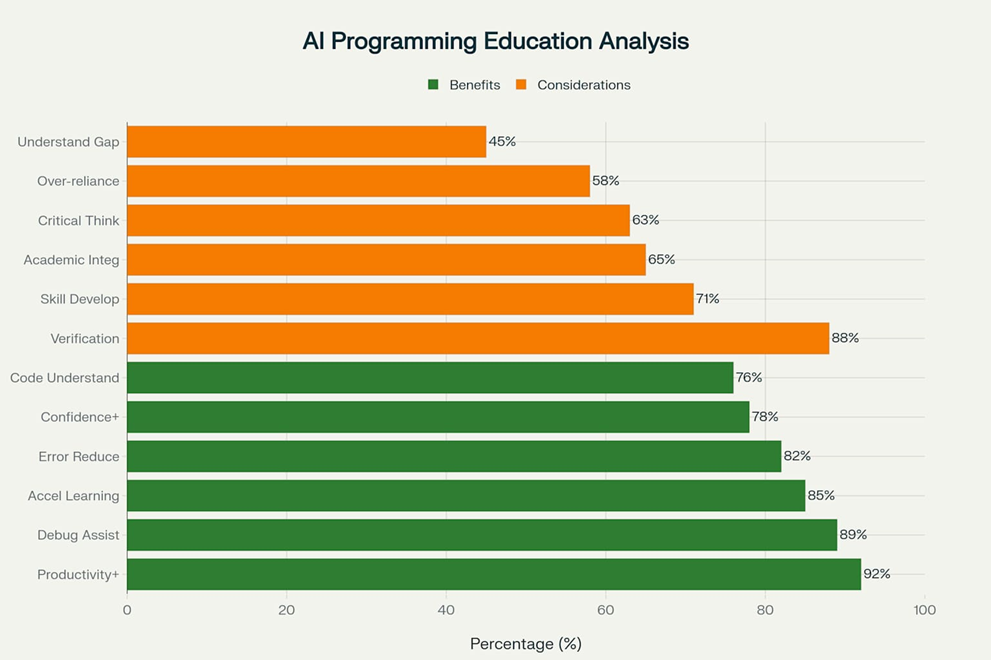 AI Programming Education Analysis
Benefits Considerations
Understand Gap 45%
Over-reliance 58%
Critical Think 63%
Academic Integ 65%
Skill Develop 71%
Verification 88%
Code Understand 76%
Confidence+ 78%
Error Reduce 82%
Accel Learning 85%
Debug Assist 89%
Productivity+ 92%
0 20 40 60 80 100
Percentage (%)